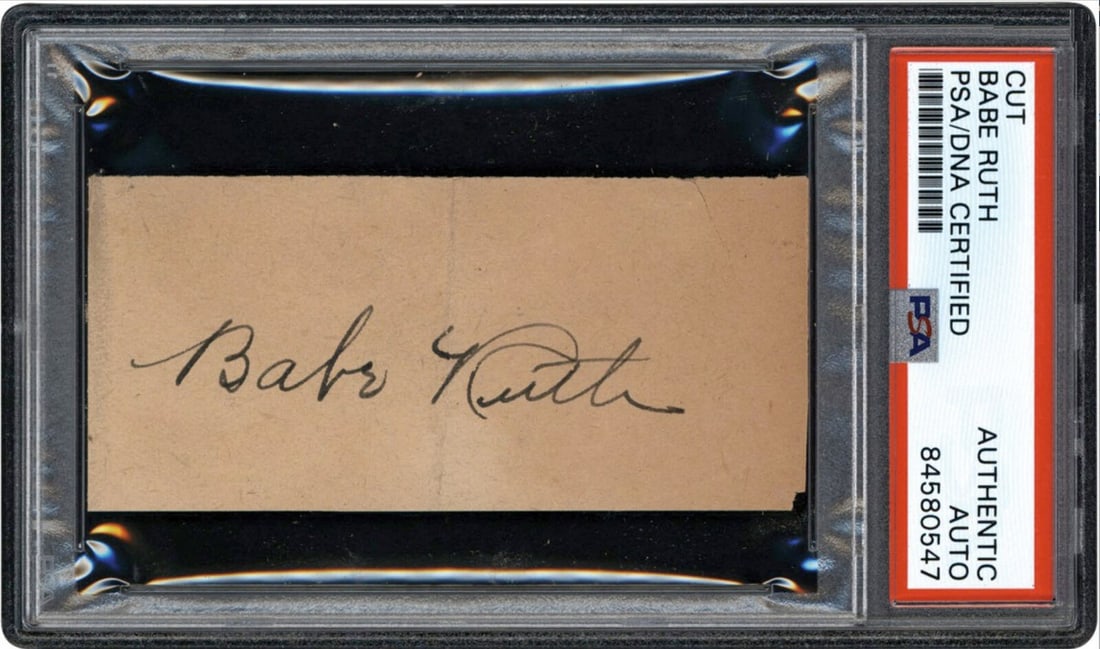 Babe Ruth
CUT
BABE RUTH
PSA/DNA CERTIFIED
PSA
AUTHENTIC
AUTO
84580547